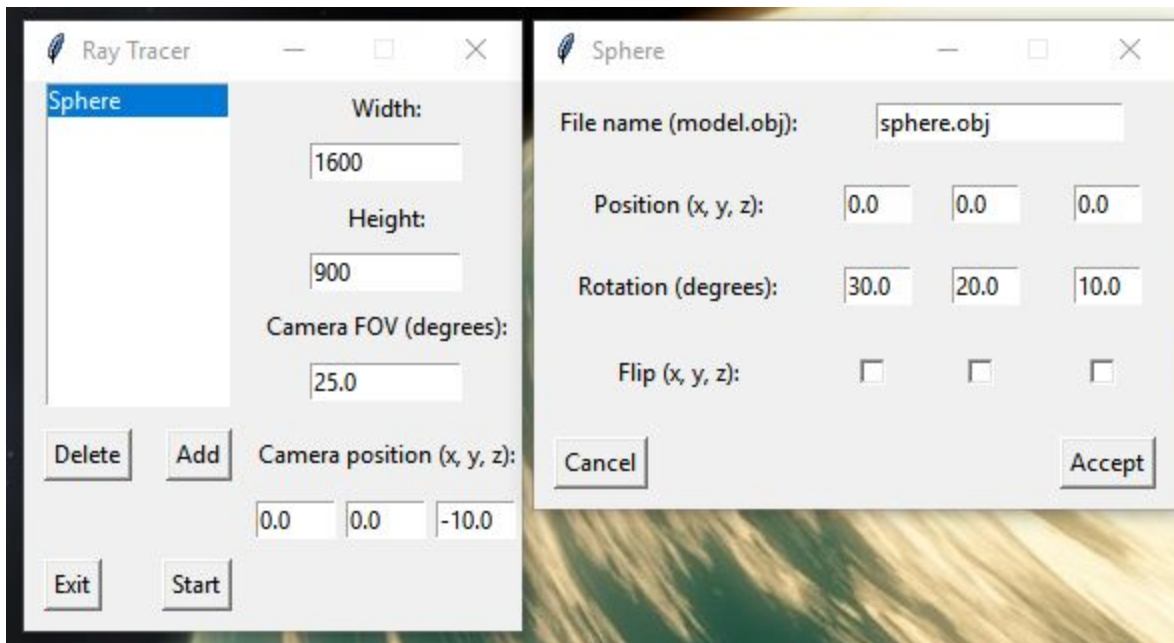 Ray Tracer
Sphere
Width:
1600
Height:
900
Camera FOV (degrees):
25.0
Delete
Add
Camera position (x, y, z):
0.0 0.0 -10.0
Exit
Start
Sphere
File name (model.obj): sphere.obj
Position (x, y, z): 0.0 0.0 0.0
Rotation (degrees): 30.0 20.0 10.0
Flip (x, y, z):
Cancel
Accept